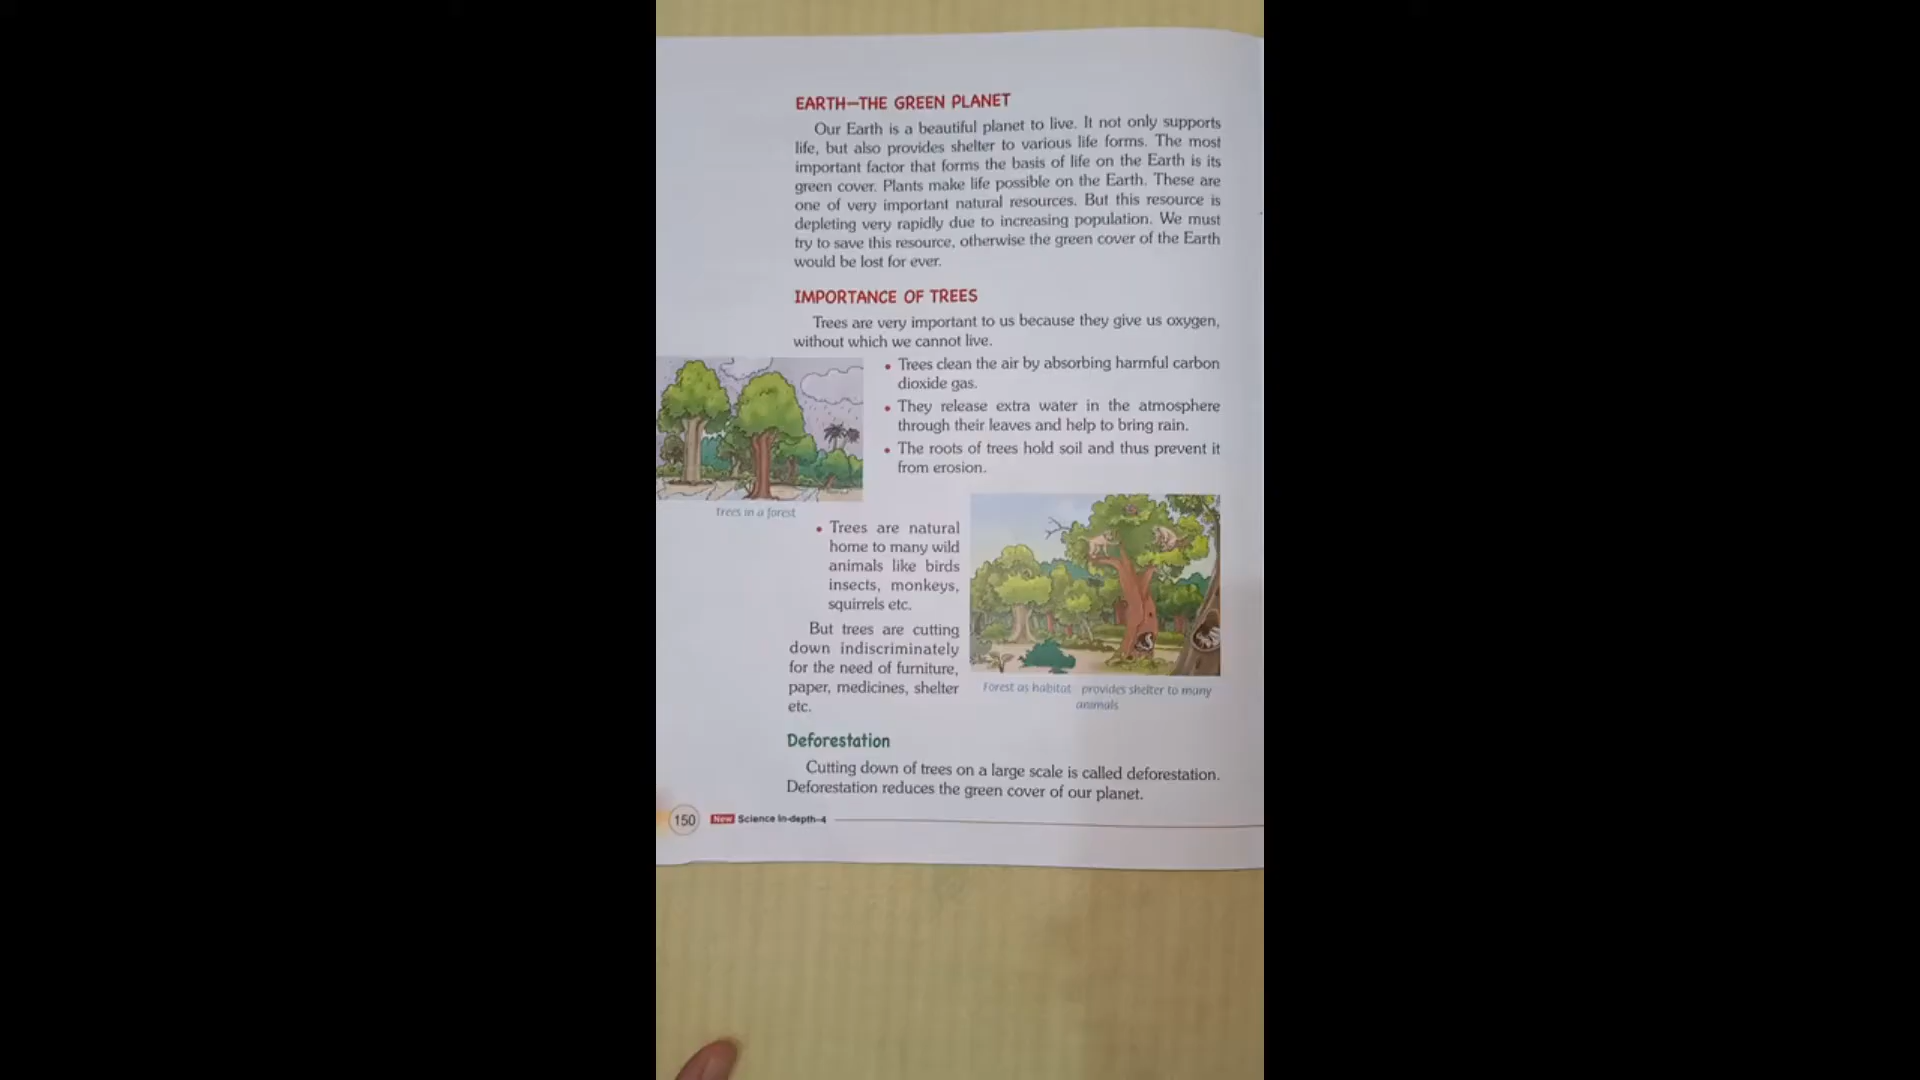 EARTH—THE GREEN PLANET
Our Earth is a beautiful planet to live. It not only supports
life, but also provides shelter to various life forms. The most
important factor that forms the basis of life on the Earth is its
green cover. Plants make life possible on the Earth. These are
one of very important natural resources. But this resource is
depleting very rapidly due to increasing population. We must
try to save this resource, otherwise the green cover of the Earth
would be lost for ever.
IMPORTANCE OF TREES
Trees are very important to us because they give us oxygen,
without which we cannot live.
• Trees clean the air by absorbing harmful carbon
dioxide gas.
• They release extra water in the atmosphere
through their leaves and help to bring rain.
• The roots of trees hold soil and thus prevent it
from erosion.
Trees in a forest
• Trees are natural
home to many wild
animals like birds
insects, monkeys,
squirrels etc.
But trees are cutting
down indiscriminately
for the need of furniture,
paper, medicines, shelter
etc.
Forest as habitat provides shelter to many
animals
Deforestation
Cutting down of trees on a large scale is called deforestation.
Deforestation reduces the green cover of our planet.
150 New Science In-depth-4